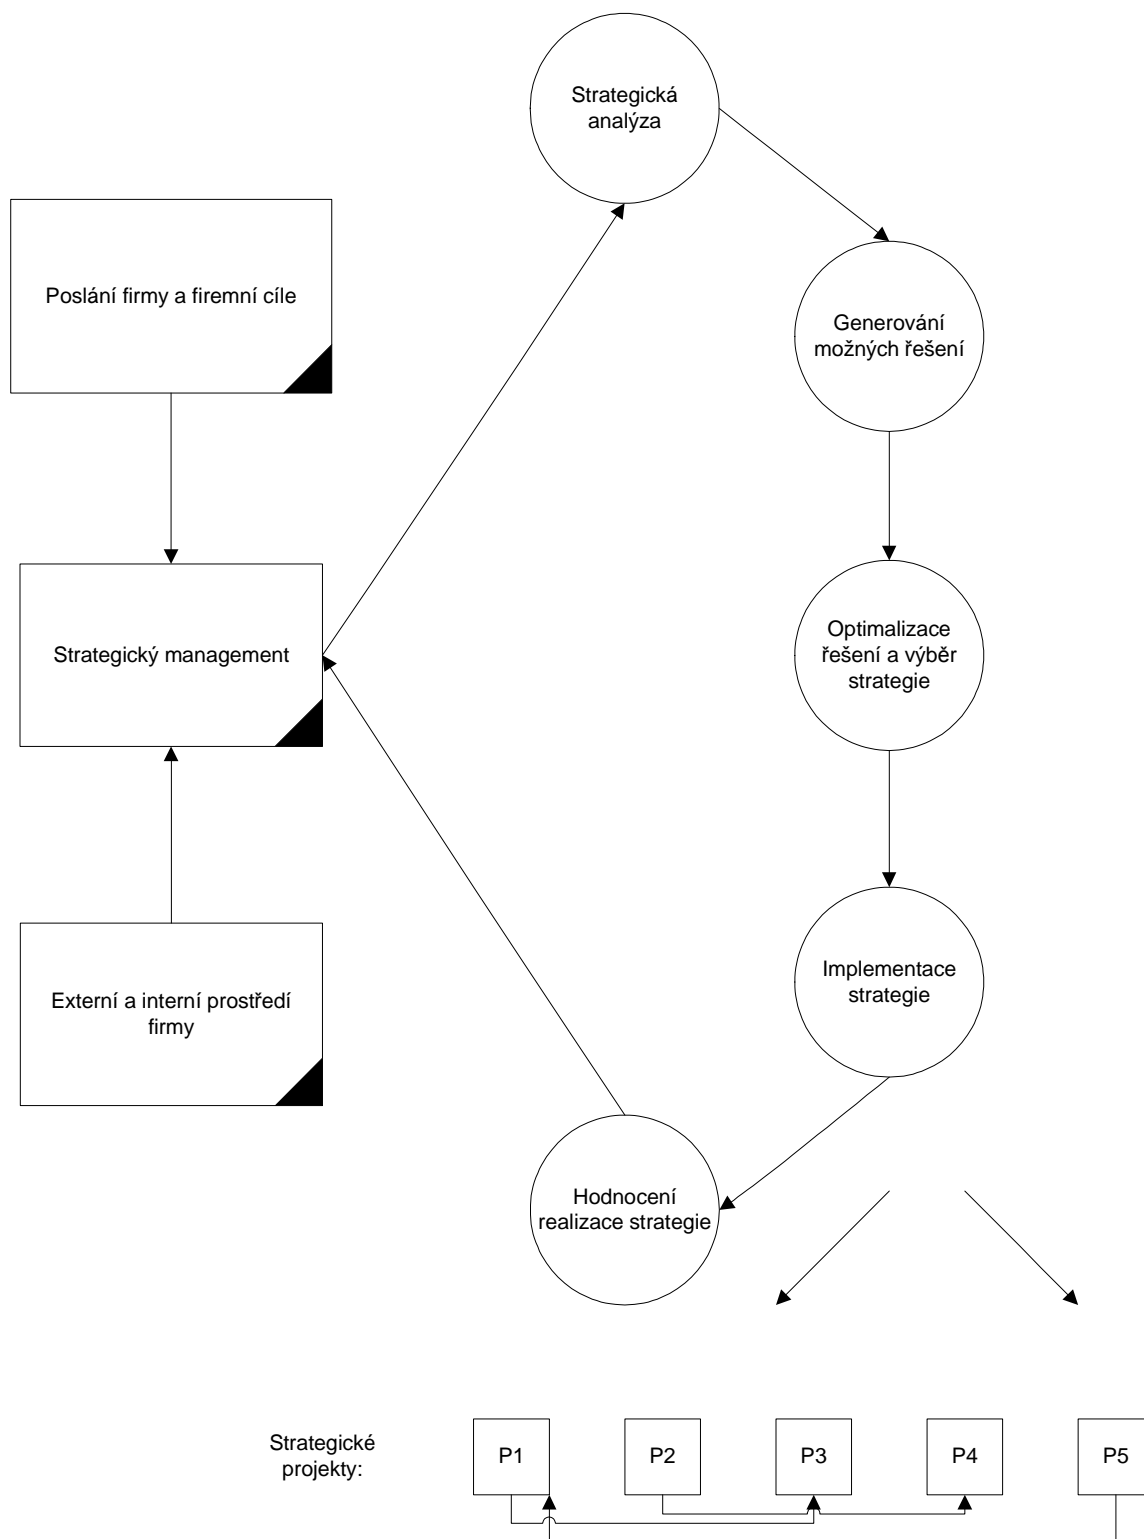 Strategická
analýza
Poslání firmy a firemní cíle
Generování
možných řešení
Strategický management
Optimalizace
řešení a výběr
strategie
Externí a interní prostředí
firmy
Implementace
strategie
Hodnocení
realizace strategie
Strategické
projekty:
P1
P2
P3
P4
P5